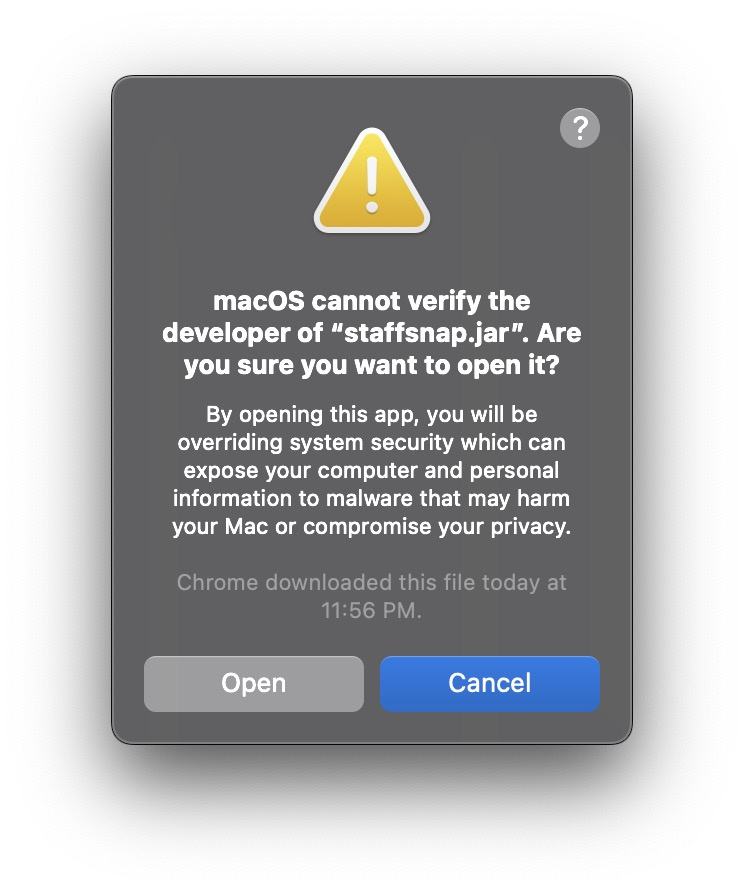 ?
macOS cannot verify the
developer of “staffsnap.jar”. Are
you sure you want to open it?
By opening this app, you will be
overriding system security which can
expose your computer and personal
information to malware that may harm
your Mac or compromise your privacy.
Chrome downloaded this file today at
11:56 PM.
Open
Cancel